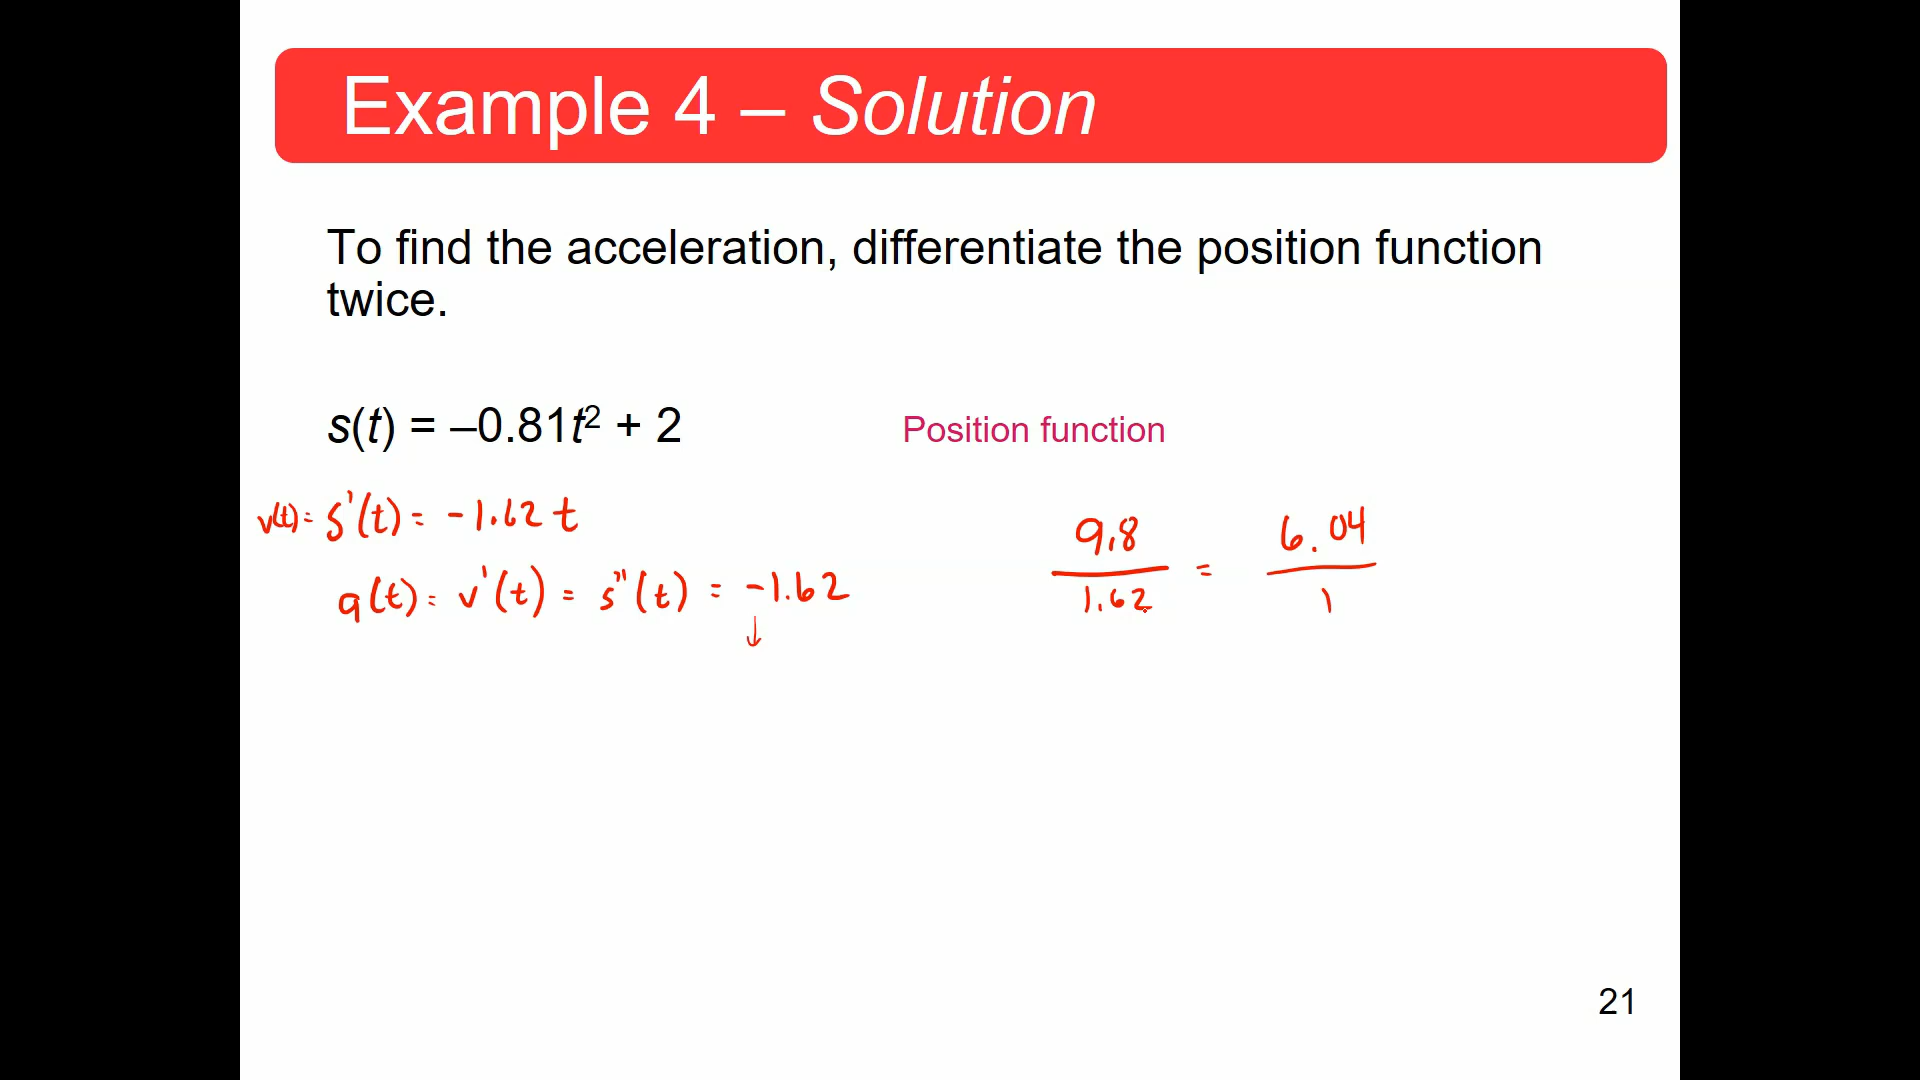 Example 4 – Solution
To find the acceleration, differentiate the position function
twice.
s(t) = –0.81t² + 2
Position function
v(t) = s'(t) = -1.62 t
a(t) = v'(t) = s''(t) = -1.62
↓
9.8 / 1.62 = 6.04 / 1
21